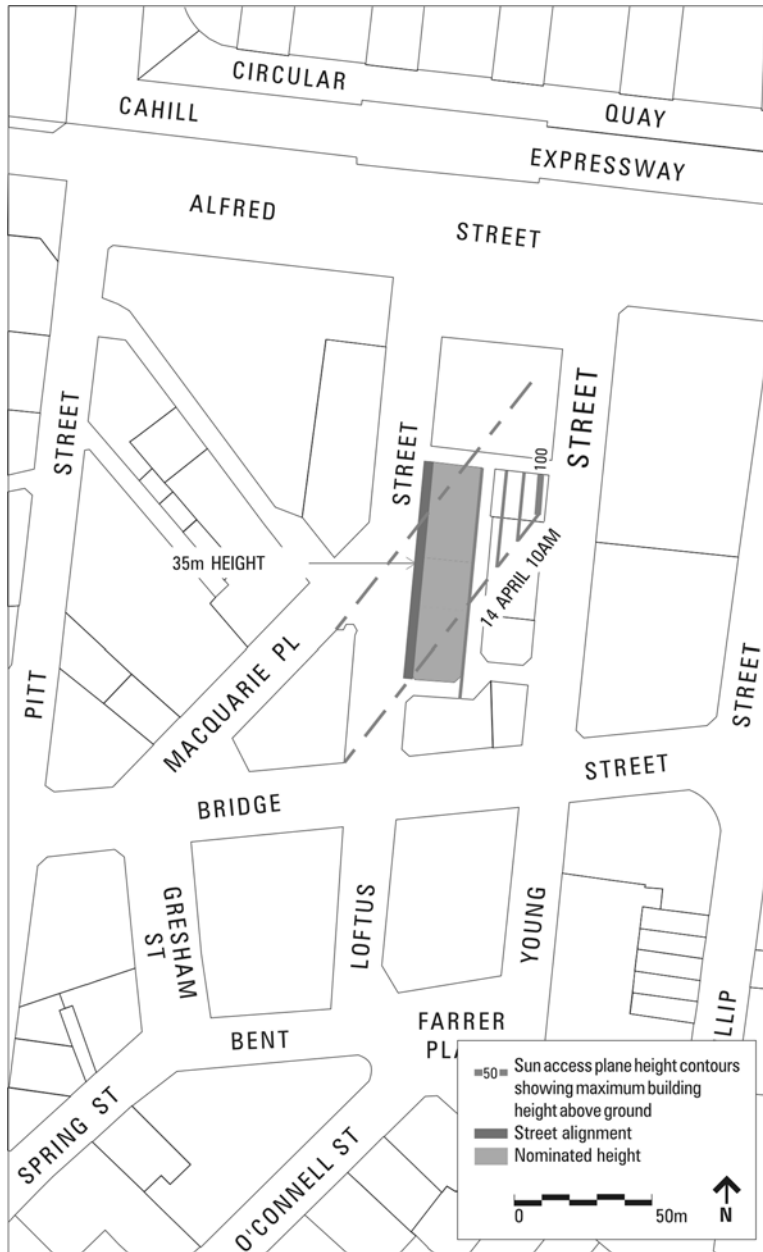 CIRCULAR
QUAY
CAHILL
EXPRESSWAY
ALFRED
STREET
STREET
STREET
STREET
100
35m HEIGHT
14 APRIL 10AM
MACQUARIE PL
PITT
STREET
STREET
BRIDGE
GRESHAM
ST
LOFTUS
YOUNG
FARRER
PLA
BENT
LLIP
SPRING ST
O'CONNELL ST
50
Sun access plane height contours
showing maximum building
height above ground
Street alignment
Nominated height
0 50m
N